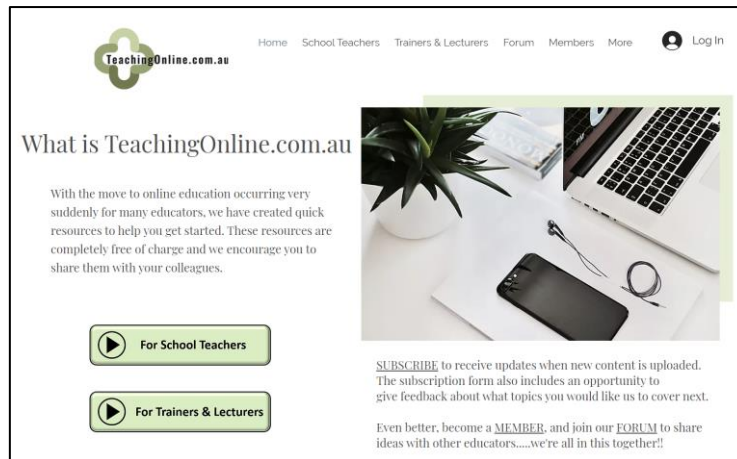 TeachingOnline.com.au
Home School Teachers Trainers & Lecturers Forum Members More Log In
What is TeachingOnline.com.au
With the move to online education occurring very
suddenly for many educators, we have created quick
resources to help you get started. These resources are
completely free of charge and we encourage you to
share them with your colleagues.
For School Teachers
For Trainers & Lecturers
SUBSCRIBE to receive updates when new content is uploaded.
The subscription form also includes an opportunity to
give feedback about what topics you would like us to cover next.
Even better, become a MEMBER, and join our FORUM to share
ideas with other educators.....we're all in this together!!